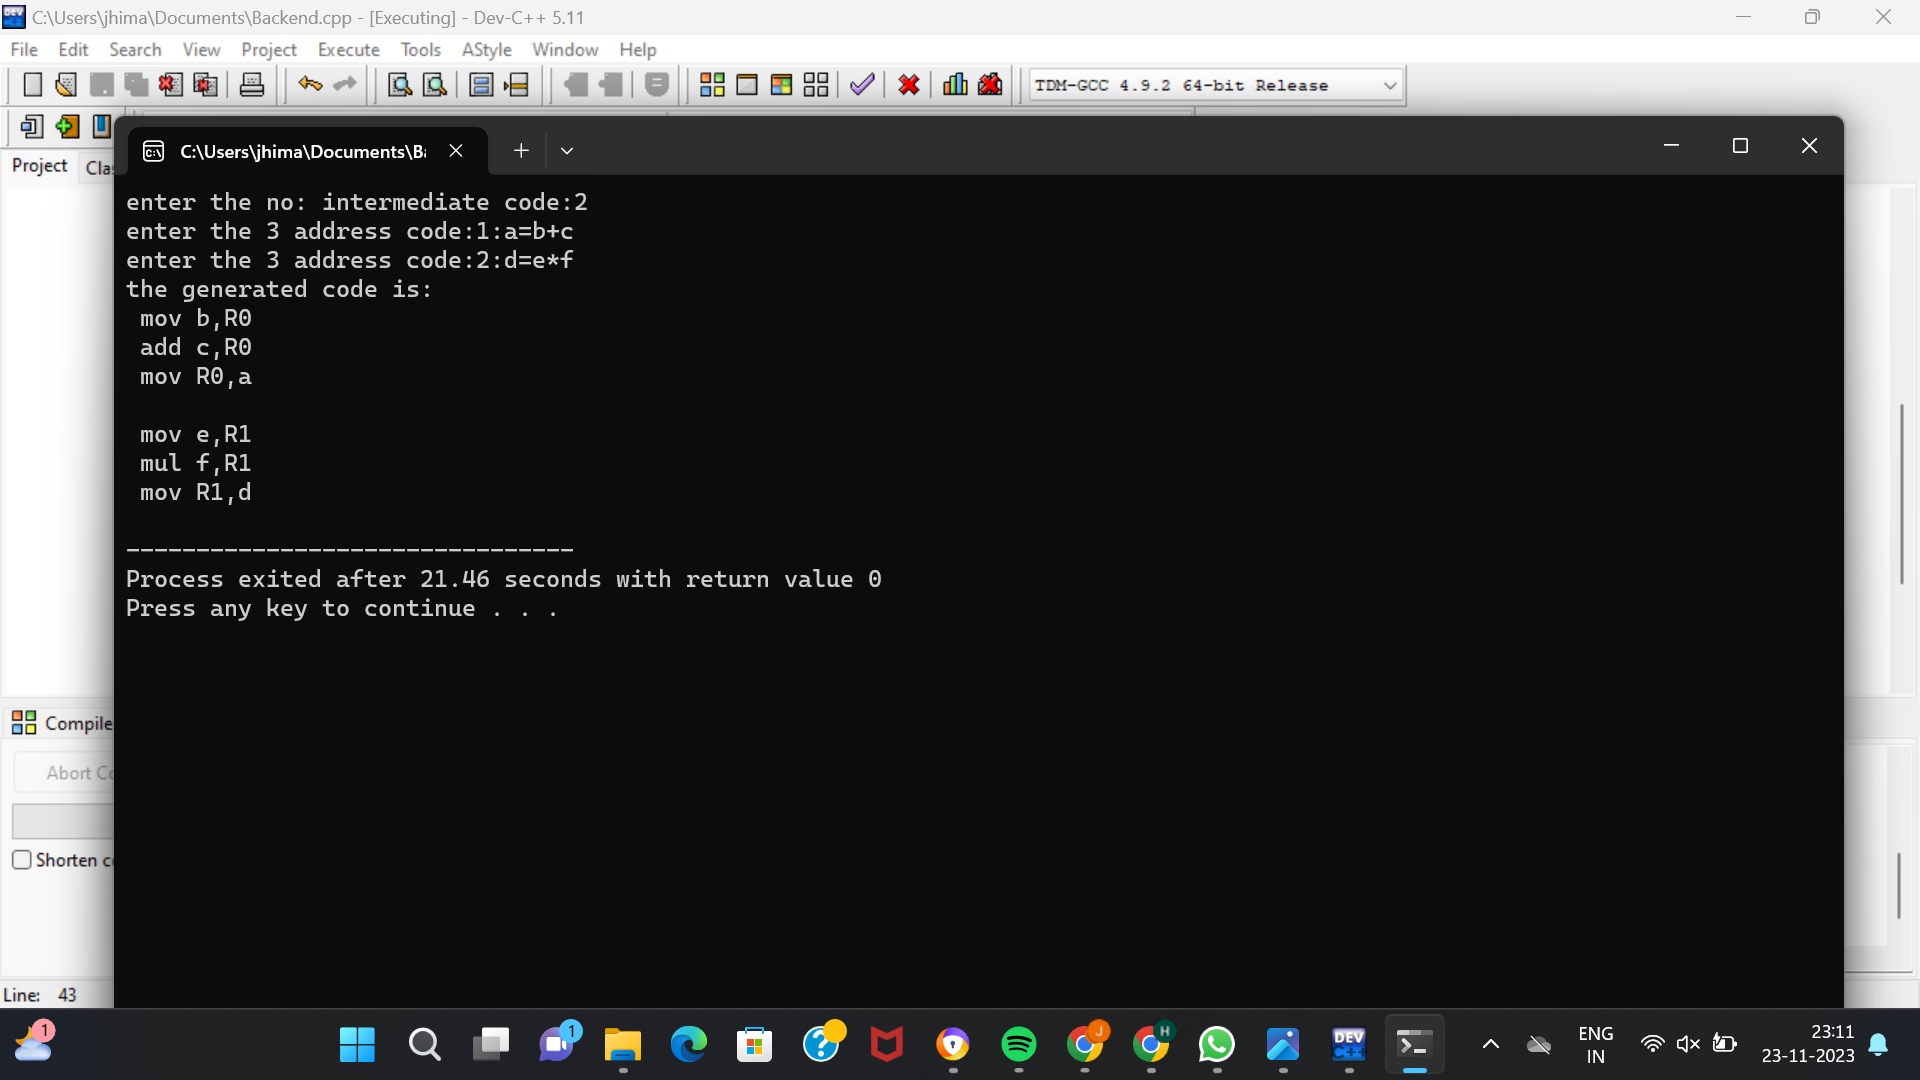 C:\Users\jhima\Documents\Backend.cpp - [Executing] - Dev-C++ 5.11
File Edit Search View Project Execute Tools AStyle Window Help
TDM-GCC 4.9.2 64-bit Release
Project Clas
C:\Users\jhima\Documents\Ba
enter the no: intermediate code:2
enter the 3 address code:1:a=b+c
enter the 3 address code:2:d=e*f
the generated code is:
mov b,R0
add c,R0
mov R0,a
mov e,R1
mul f,R1
mov R1,d
--------------------------------
Process exited after 21.46 seconds with return value 0
Press any key to continue . . .
Compile
Abort Co
Shorten co
Line: 43
1
1
J
H
DEV
C++
ENG
IN
23:11
23-11-2023